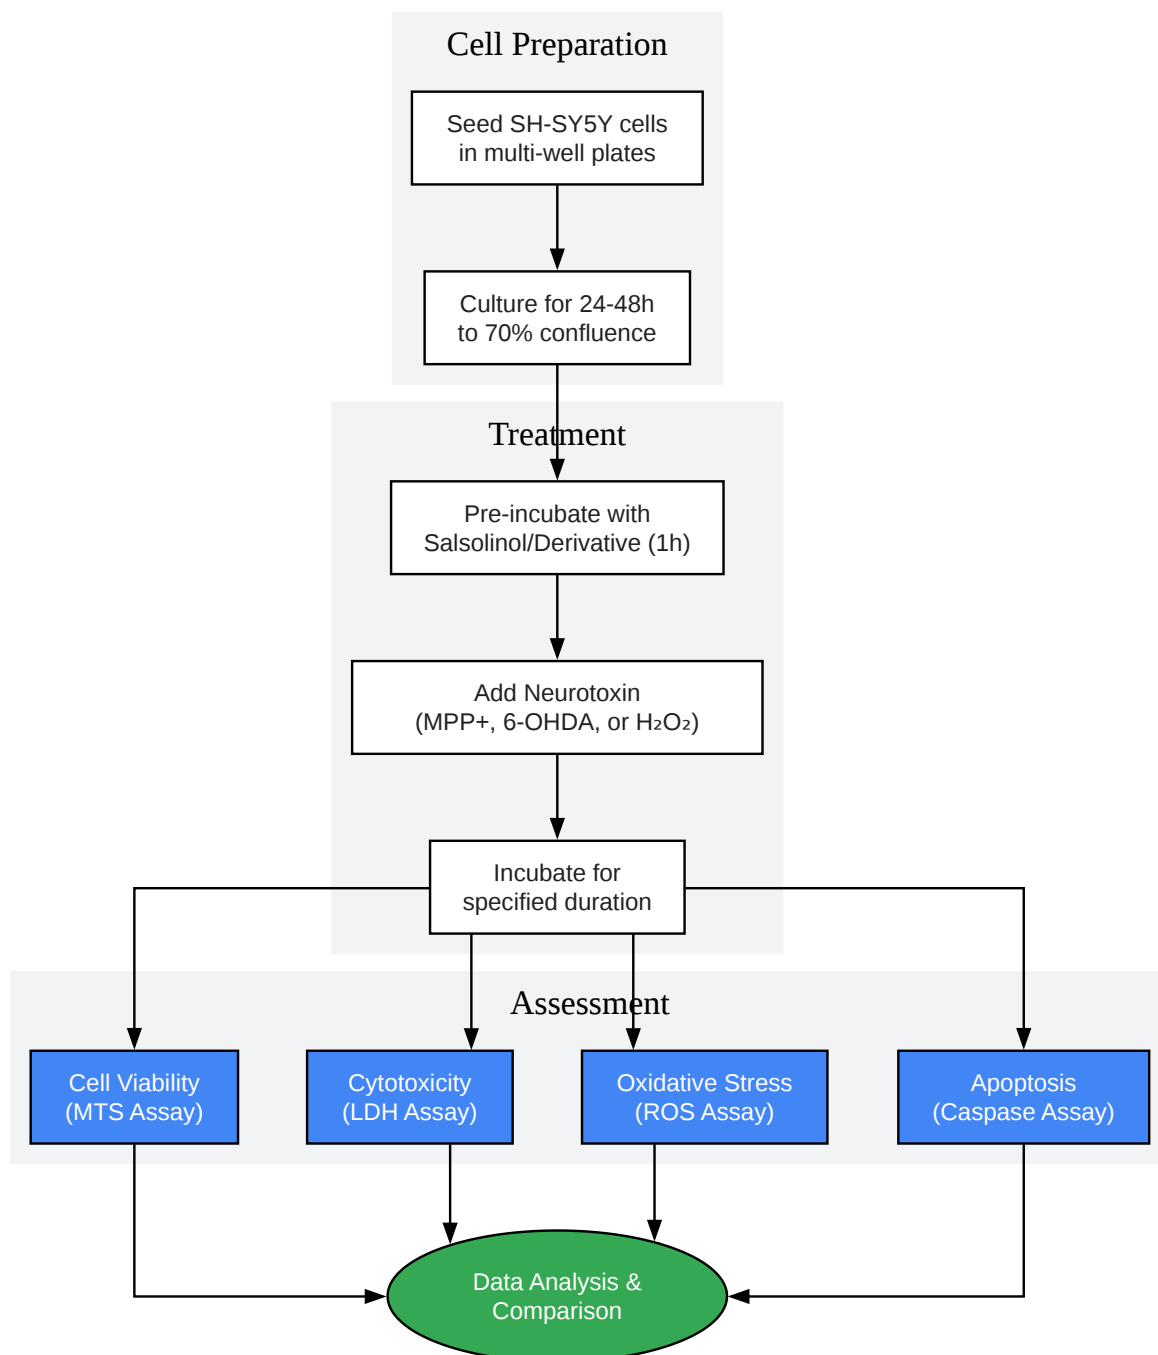 Cell Preparation
Seed SH-SY5Y cells
in multi-well plates
Culture for 24-48h
to 70% confluence
Treatment
Pre-incubate with
Salsolinol/Derivative (1h)
Add Neurotoxin
(MPP+, 6-OHDA, or H₂O₂)
Incubate for
specified duration
Assessment
Cell Viability
(MTS Assay)
Cytotoxicity
(LDH Assay)
Oxidative Stress
(ROS Assay)
Apoptosis
(Caspase Assay)
Data Analysis &
Comparison